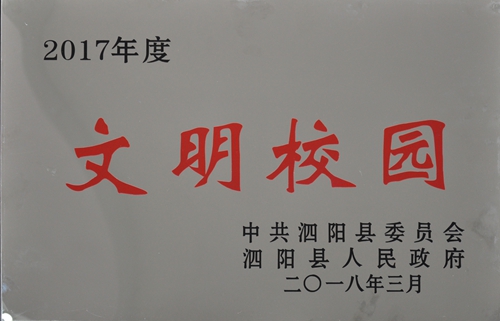 2017年度
文明校园
中共泗阳县委员会
泗阳县人民政府
二〇一八年三月